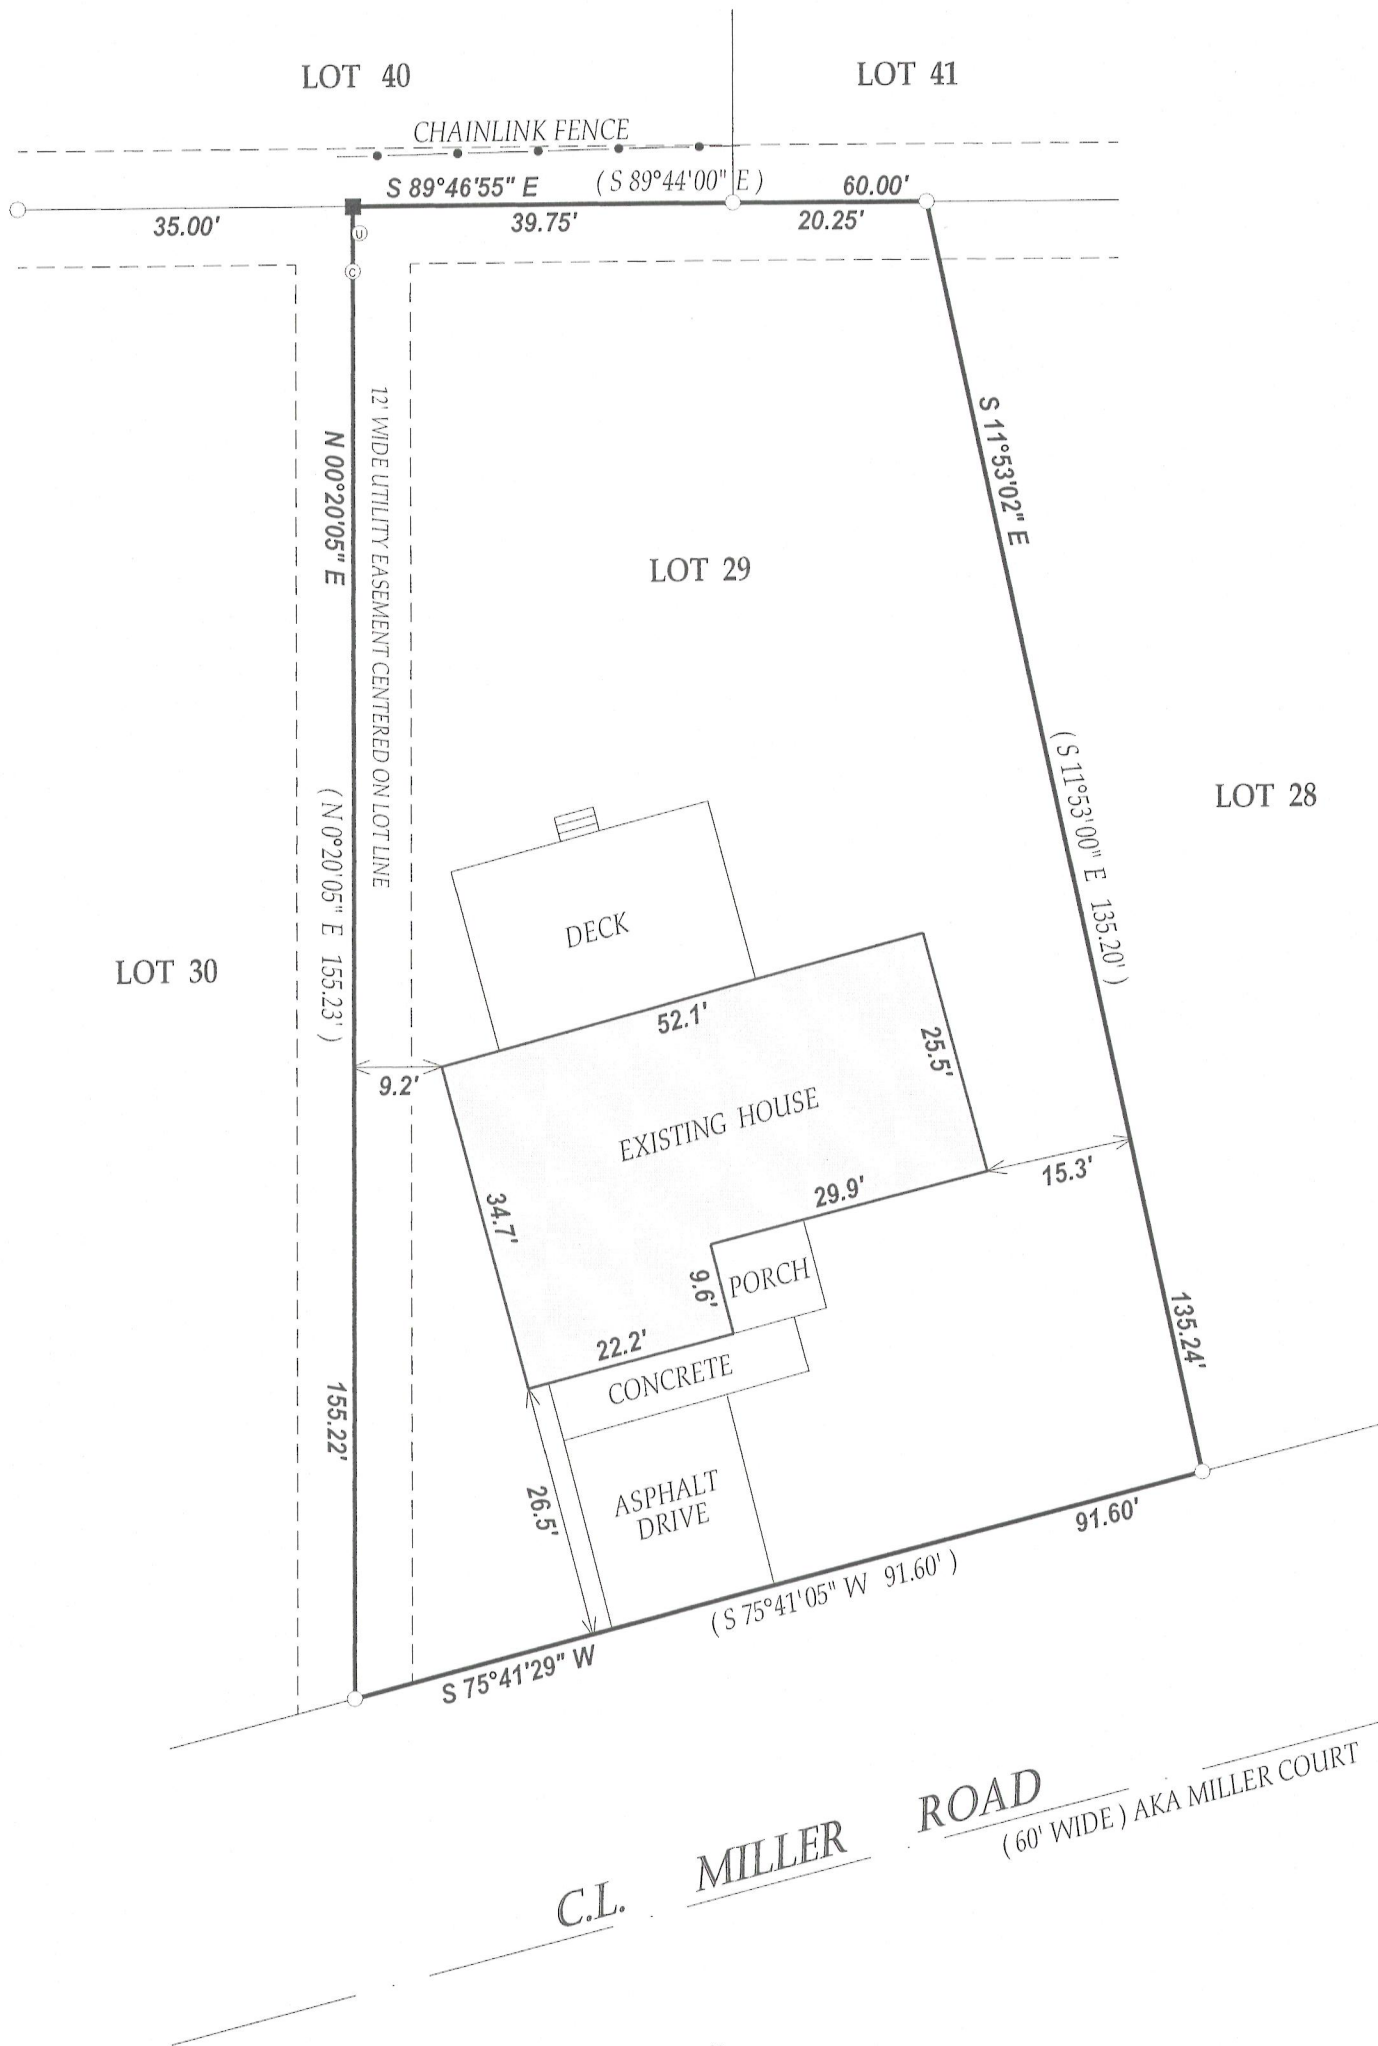 LOT 40
LOT 41
CHAINLINK FENCE
S 89°46'55" E
( S 89°44'00" E )
60.00'
35.00'
39.75'
20.25'
U
C
N 00°20'05" E
12' WIDE UTILITY EASEMENT CENTERED ON LOT LINE
S 11°53'02" E
LOT 29
( S 11°53'00" E 135.20' )
LOT 28
( N 0°20'05" E 155.23' )
LOT 30
DECK
52.1'
25.5'
9.2'
EXISTING HOUSE
15.3'
34.7'
29.9'
9.6'
PORCH
135.24'
22.2'
CONCRETE
155.22'
26.5'
ASPHALT
DRIVE
91.60'
( S 75°41'05" W 91.60' )
S 75°41'29" W
C.L. MILLER ROAD
( 60' WIDE ) AKA MILLER COURT